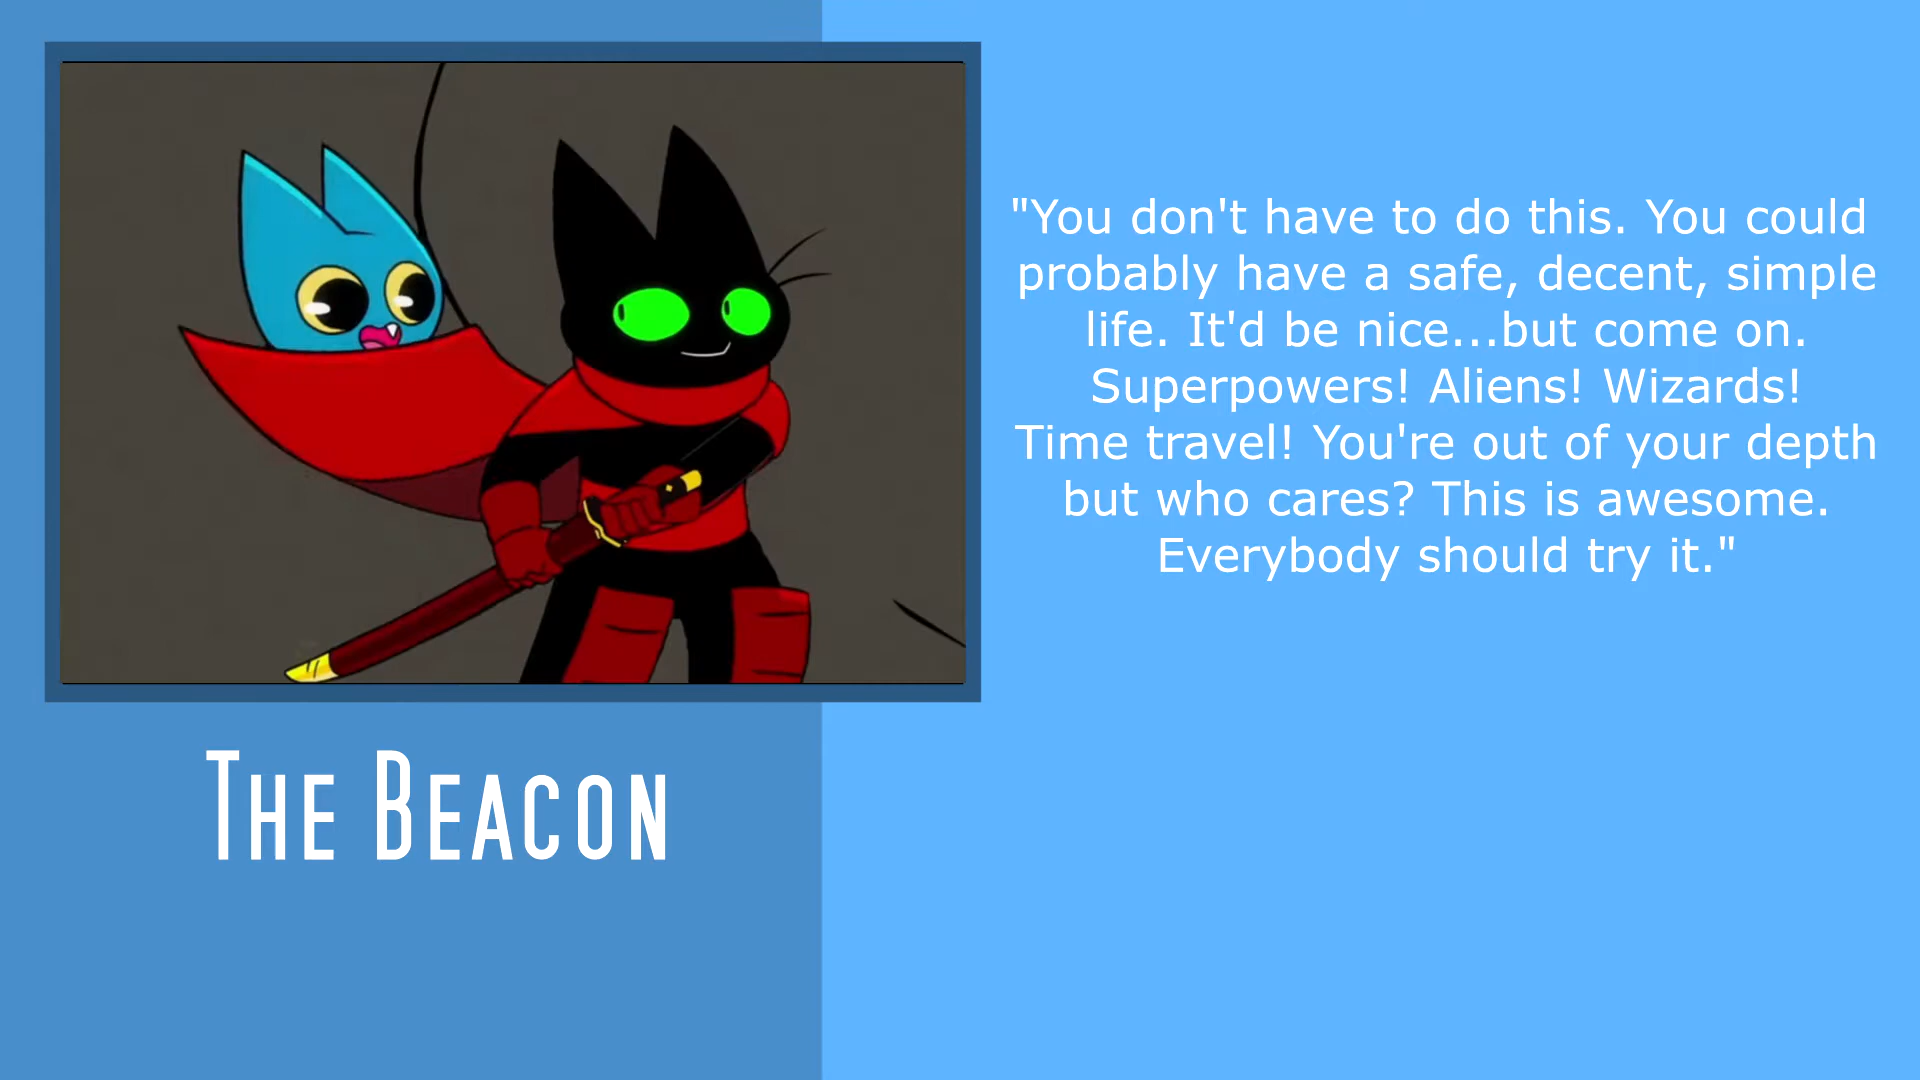 "You don't have to do this. You could
probably have a safe, decent, simple
life. It'd be nice...but come on.
Superpowers! Aliens! Wizards!
Time travel! You're out of your depth
but who cares? This is awesome.
Everybody should try it."
The Beacon